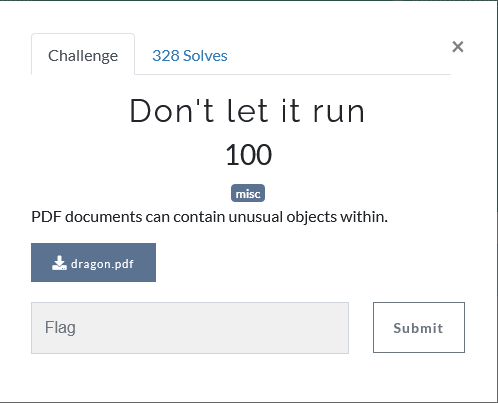 Challenge
328 Solves
×
Don't let it run
100
misc
PDF documents can contain unusual objects within.
dragon.pdf
Flag
Submit